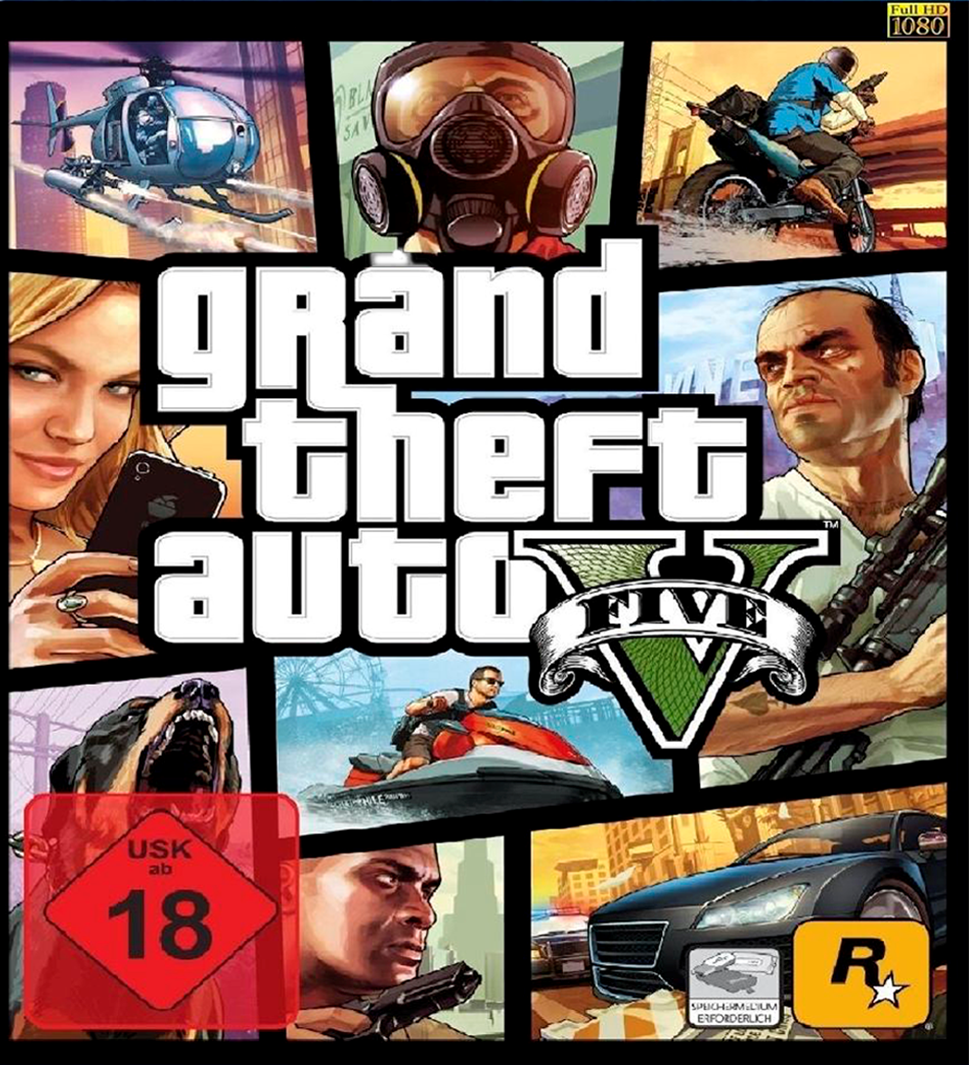 Full HD
1080
grand
theft
auto V
TM
FIVE
USK
ab
18
SPEICHERMEDIUM
ERFORDERLICH
R